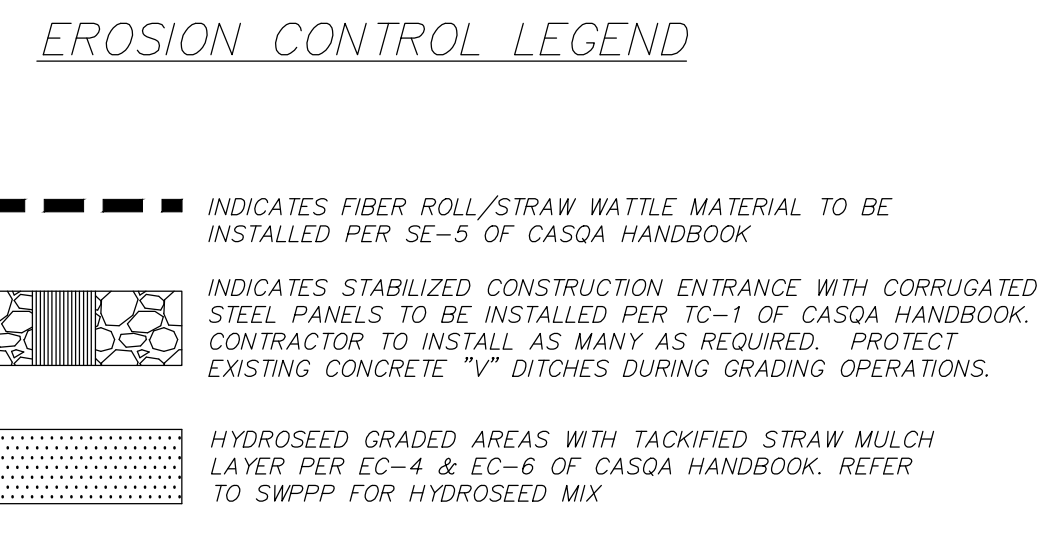 EROSION CONTROL LEGEND
INDICATES FIBER ROLL/STRAW WATTLE MATERIAL TO BE
INSTALLED PER SE-5 OF CASQA HANDBOOK
INDICATES STABILIZED CONSTRUCTION ENTRANCE WITH CORRUGATED
STEEL PANELS TO BE INSTALLED PER TC-1 OF CASQA HANDBOOK.
CONTRACTOR TO INSTALL AS MANY AS REQUIRED. PROTECT
EXISTING CONCRETE "V" DITCHES DURING GRADING OPERATIONS.
HYDROSEED GRADED AREAS WITH TACKIFIED STRAW MULCH
LAYER PER EC-4 & EC-6 OF CASQA HANDBOOK. REFER
TO SWPPP FOR HYDROSEED MIX